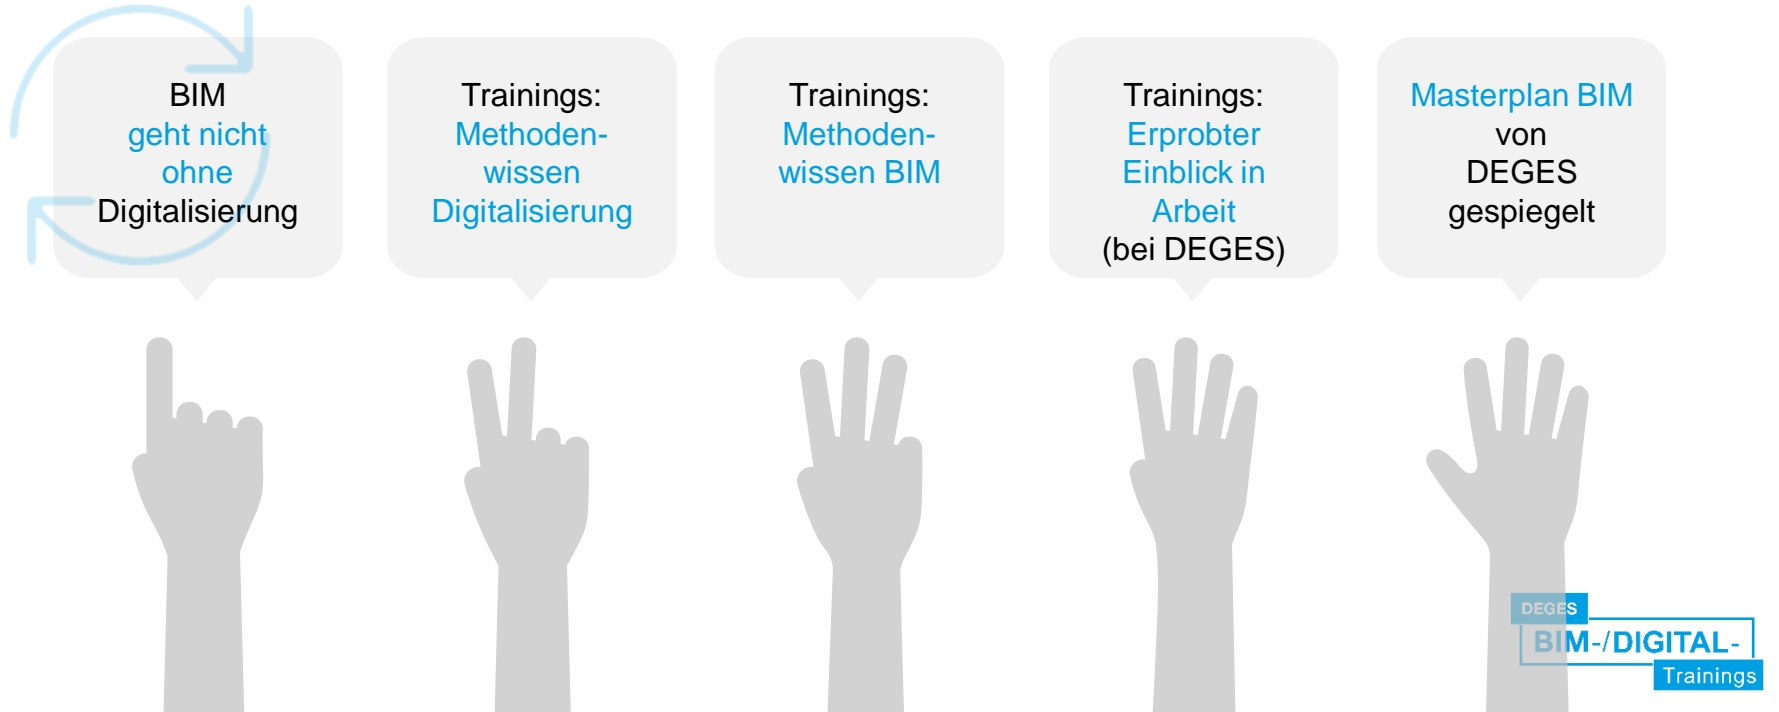 BIM
geht nicht
ohne
Digitalisierung
Trainings:
Methoden-
wissen
Digitalisierung
Trainings:
Methoden-
wissen BIM
Trainings:
Erprobter
Einblick in
Arbeit
(bei DEGES)
Masterplan BIM
von
DEGES
gespiegelt
DEGES
BIM-/DIGITAL-
Trainings